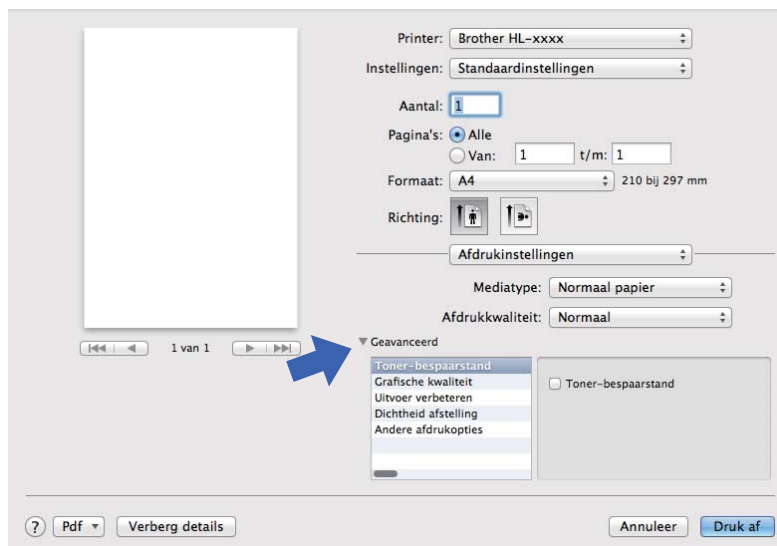 Printer: Brother HL-xxxx
Instellingen: Standaardinstellingen
Aantal: 1
Pagina's: Alle
Van: 1 t/m: 1
Formaat: A4 210 bij 297 mm
Richting:
Afdrukinstellingen
Mediatype: Normaal papier
Afdrukkwaliteit: Normaal
1 van 1
Geavanceerd
Toner-bespaarstand
Grafische kwaliteit
Uitvoer verbeteren
Dichtheid afstelling
Andere afdrukopties
Toner-bespaarstand
? Pdf Verberg details Annuleer Druk af